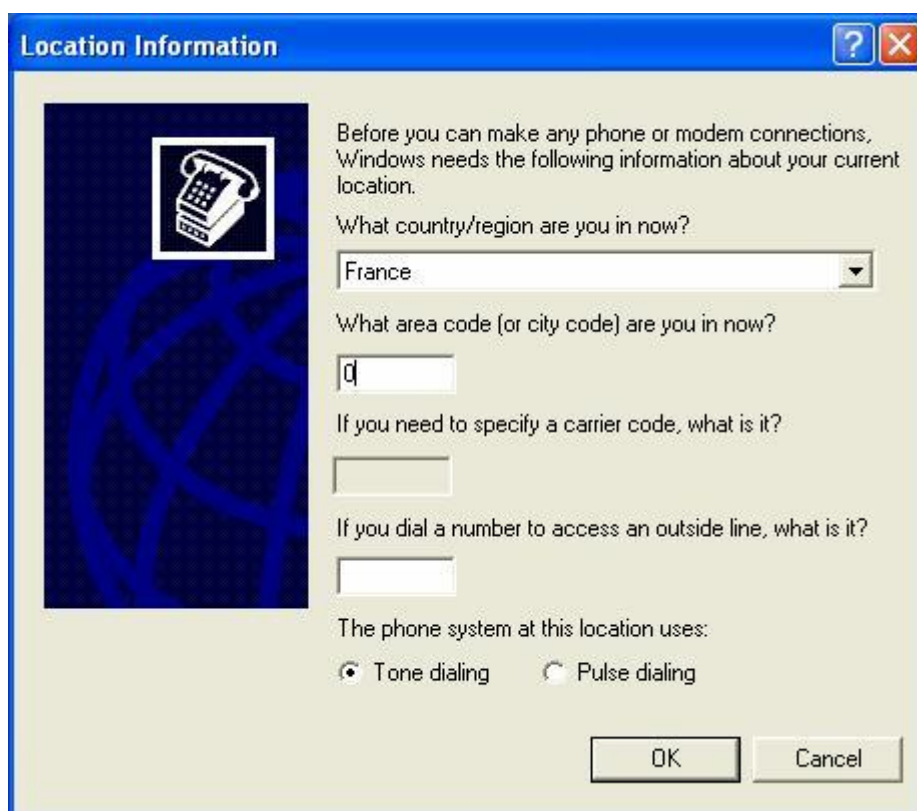 Location Information
Before you can make any phone or modem connections,
Windows needs the following information about your current
location.
What country/region are you in now?
France
What area code (or city code) are you in now?
0
If you need to specify a carrier code, what is it?
If you dial a number to access an outside line, what is it?
The phone system at this location uses:
Tone dialing Pulse dialing
OK Cancel